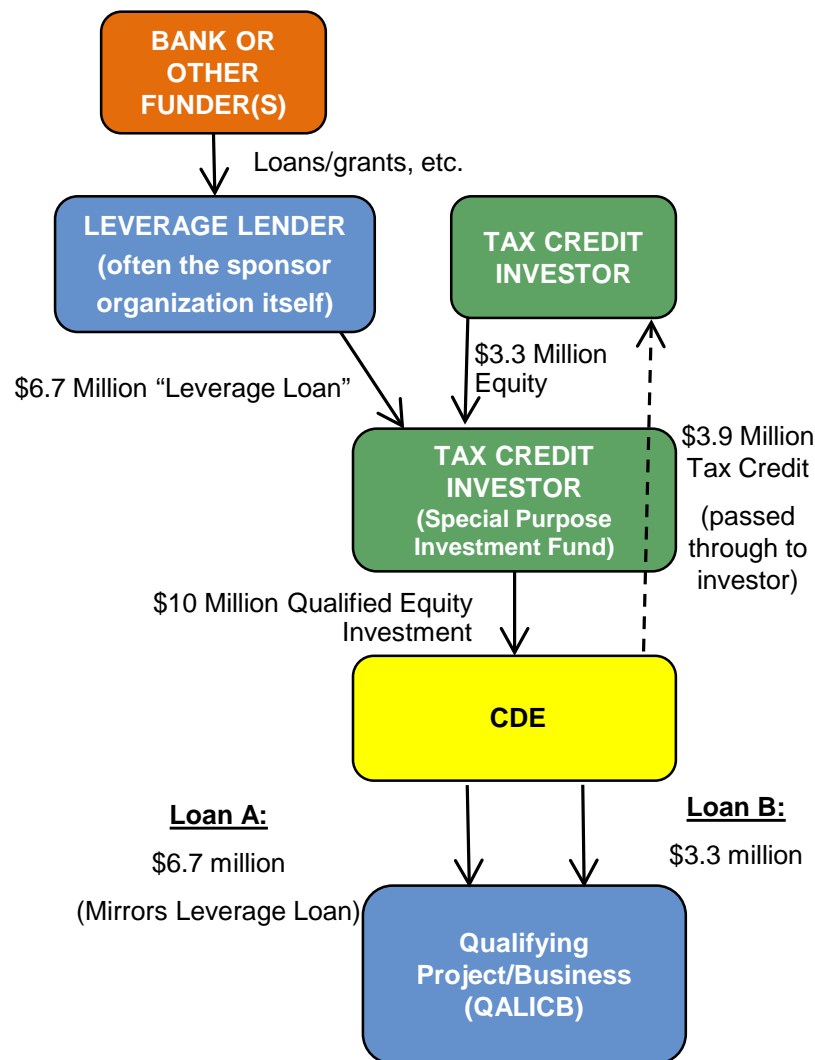 BANK OR
OTHER
FUNDER(S)
Loans/grants, etc.
LEVERAGE LENDER
(often the sponsor
organization itself)
TAX CREDIT
INVESTOR
$6.7 Million “Leverage Loan”
$3.3 Million
Equity
$3.9 Million
Tax Credit
(passed
through to
investor)
TAX CREDIT
INVESTOR
(Special Purpose
Investment Fund)
$10 Million Qualified Equity
Investment
CDE
Loan A:
$6.7 million
(Mirrors Leverage Loan)
Loan B:
$3.3 million
Qualifying
Project/Business
(QALICB)